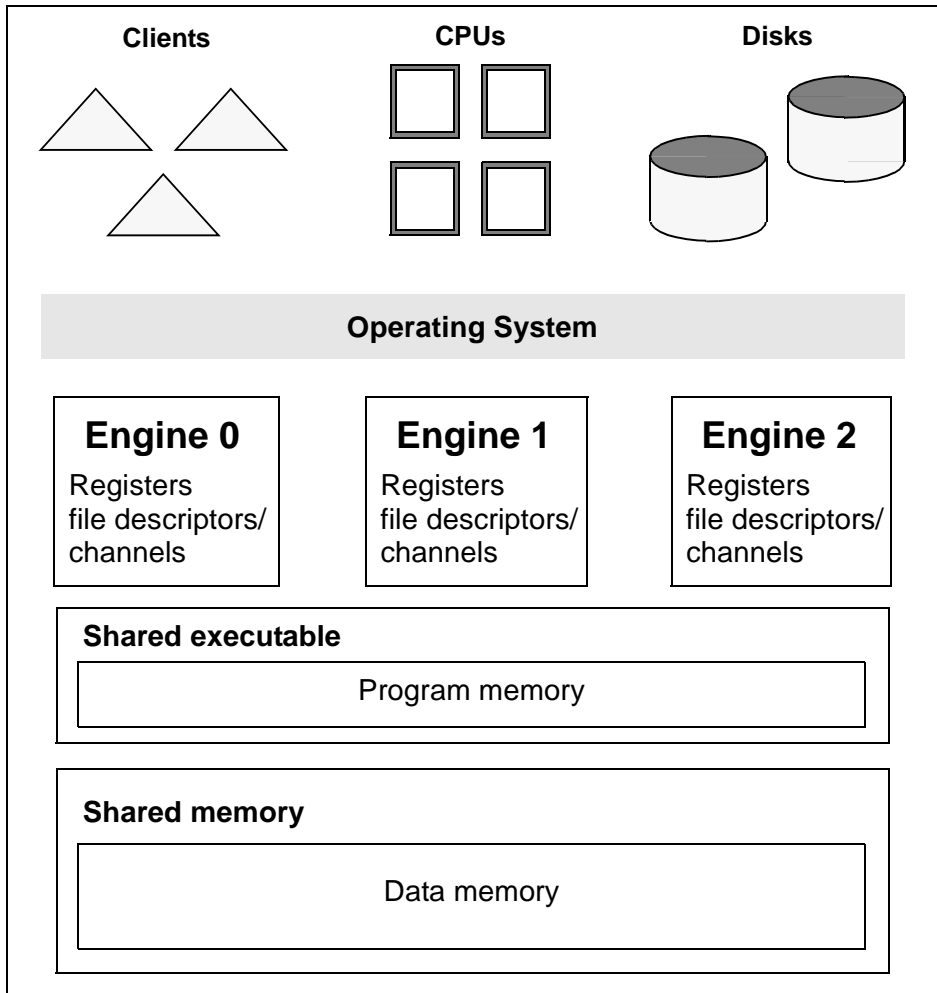 Clients
CPUs
Disks
Operating System
Engine 0
Registers
file descriptors/
channels
Engine 1
Registers
file descriptors/
channels
Engine 2
Registers
file descriptors/
channels
Shared executable
Program memory
Shared memory
Data memory